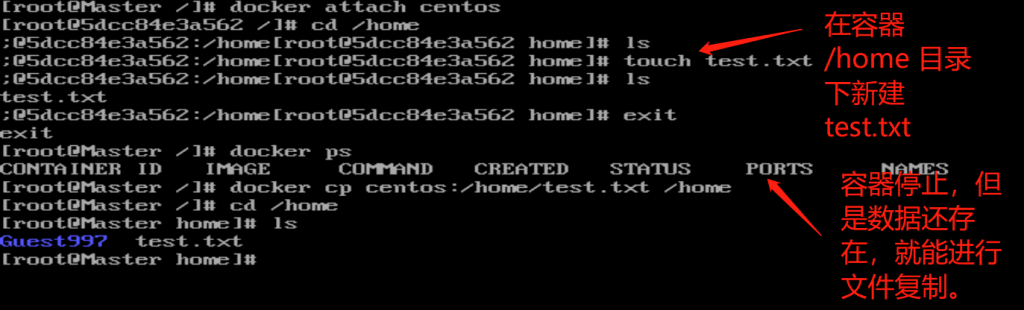 [root@Master /]# docker attach centos
[root@5dcc84e3a562 /]# cd /home
;@5dcc84e3a562:/home[root@5dcc84e3a562 home]# ls
;@5dcc84e3a562:/home[root@5dcc84e3a562 home]# touch test.txt
;@5dcc84e3a562:/home[root@5dcc84e3a562 home]# ls
test.txt
;@5dcc84e3a562:/home[root@5dcc84e3a562 home]# exit
exit
[root@Master /]# docker ps
CONTAINER ID IMAGE COMMAND CREATED STATUS PORTS NAMES
[root@Master /]# docker cp centos:/home/test.txt /home
[root@Master /]# cd /home
[root@Master home]# ls
Guest997 test.txt
[root@Master home]#
在容器
/home 目录
下新建
test.txt
容器停止，但
是数据还存
在，就能进行
文件复制。